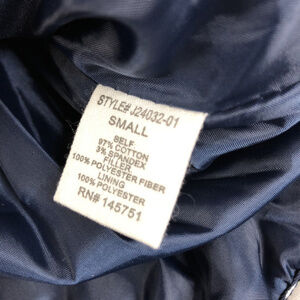 STYLE# J24032-01
SMALL
SELF
97% COTTON
3% SPANDEX
FILLER
100% POLYESTER FIBER
LINING
100% POLYESTER
RN# 145751